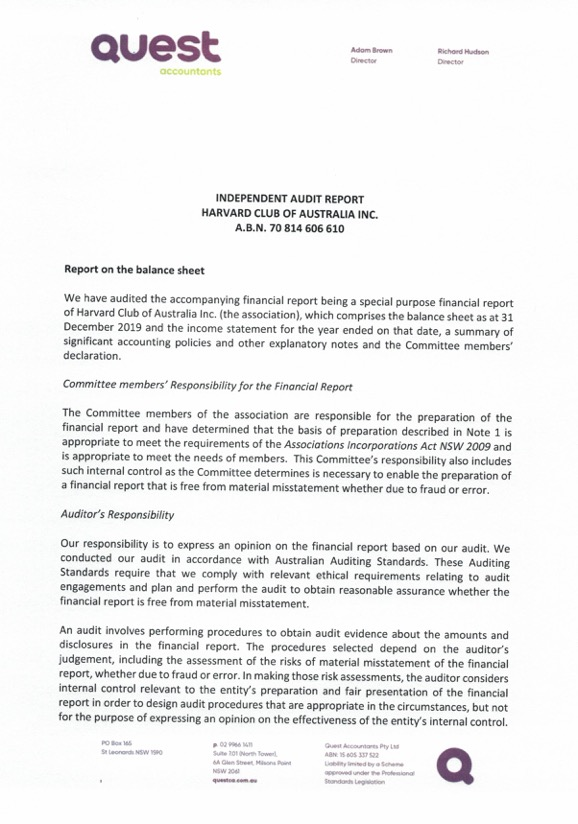 quest
accountants
Adam Brown
Director
Richard Hudson
Director
INDEPENDENT AUDIT REPORT
HARVARD CLUB OF AUSTRALIA INC.
A.B.N. 70 814 606 610
Report on the balance sheet
We have audited the accompanying financial report being a special purpose financial report
of Harvard Club of Australia Inc. (the association), which comprises the balance sheet as at 31
December 2019 and the income statement for the year ended on that date, a summary of
significant accounting policies and other explanatory notes and the Committee members'
declaration.
Committee members' Responsibility for the Financial Report
The Committee members of the association are responsible for the preparation of the
financial report and have determined that the basis of preparation described in Note 1 is
appropriate to meet the requirements of the Associations Incorporations Act NSW 2009 and
is appropriate to meet the needs of members. This Committee's responsibility also includes
such internal control as the Committee determines is necessary to enable the preparation of
a financial report that is free from material misstatement whether due to fraud or error.
Auditor's Responsibility
Our responsibility is to express an opinion on the financial report based on our audit. We
conducted our audit in accordance with Australian Auditing Standards. These Auditing
Standards require that we comply with relevant ethical requirements relating to audit
engagements and plan and perform the audit to obtain reasonable assurance whether the
financial report is free from material misstatement.
An audit involves performing procedures to obtain audit evidence about the amounts and
disclosures in the financial report. The procedures selected depend on the auditor's
judgement, including the assessment of the risks of material misstatement of the financial
report, whether due to fraud or error. In making those risk assessments, the auditor considers
internal control relevant to the entity's preparation and fair presentation of the financial
report in order to design audit procedures that are appropriate in the circumstances, but not
for the purpose of expressing an opinion on the effectiveness of the entity's internal control.
PO Box 165
St Leonards NSW 1590
p. 02 9966 1411
Suite 701 (North Tower),
6A Glen Street, Milsons Point
NSW 2061
questca.com.au
Quest Accountants Pty Ltd
ABN: 15 605 337 522
Liability limited by a Scheme
approved under the Professional
Standards Legislation
Q